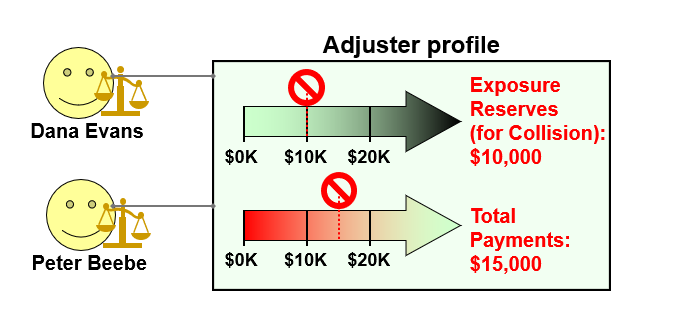 Adjuster profile
Dana Evans
$0K $10K $20K
Exposure
Reserves
(for Collision):
$10,000
Peter Beebe
$0K $10K $20K
Total
Payments:
$15,000